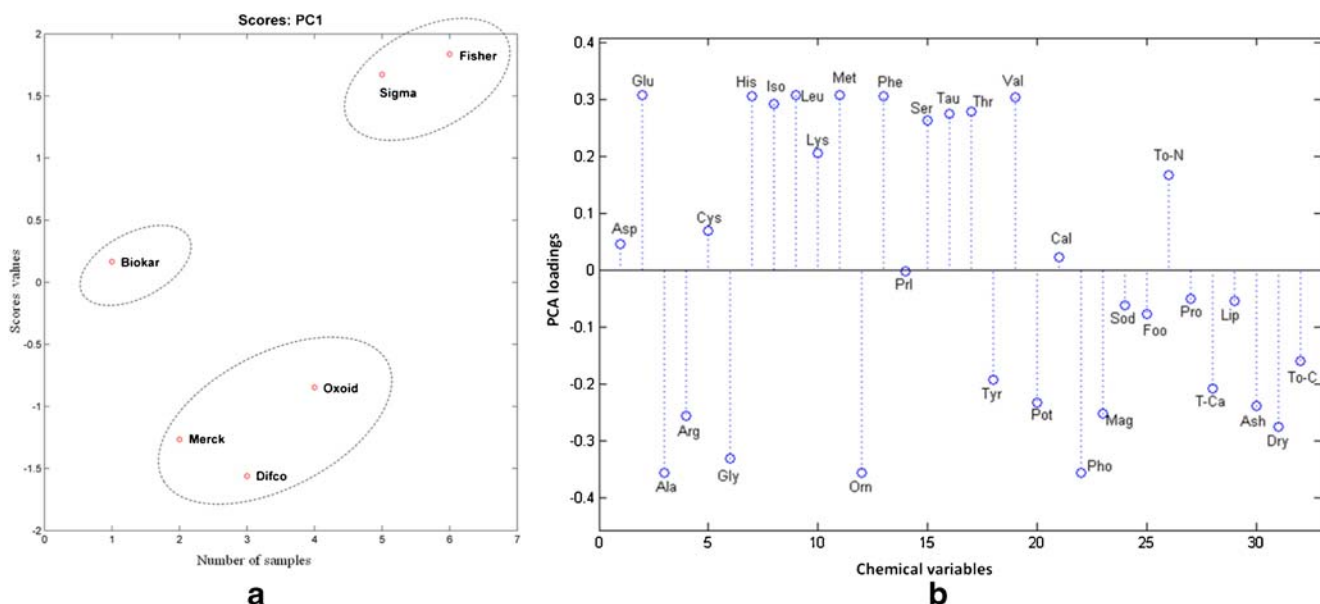 Scores: PC1
2
1.5
1
0.5
0
-0.5
-1
-1.5
-2
Scores values
Fisher
Sigma
Biokar
Oxoid
Merck
Difco
0 1 2 3 4 5 6 7
Number of samples
a
0.4
0.3
0.2
0.1
0
-0.1
-0.2
-0.3
-0.4
PCA loadings
Asp
Glu
Ala
Arg
Cys
Gly
His
Iso
Leu
Lys
Met
Orn
Phe
Prl
Ser
Tau
Thr
Tyr
Val
Pot
Cal
Pho
Mag
Sod
Foo
To-N
Pro
T-Ca
Lip
Ash
Dry
To-C
0 5 10 15 20 25 30
Chemical variables
b